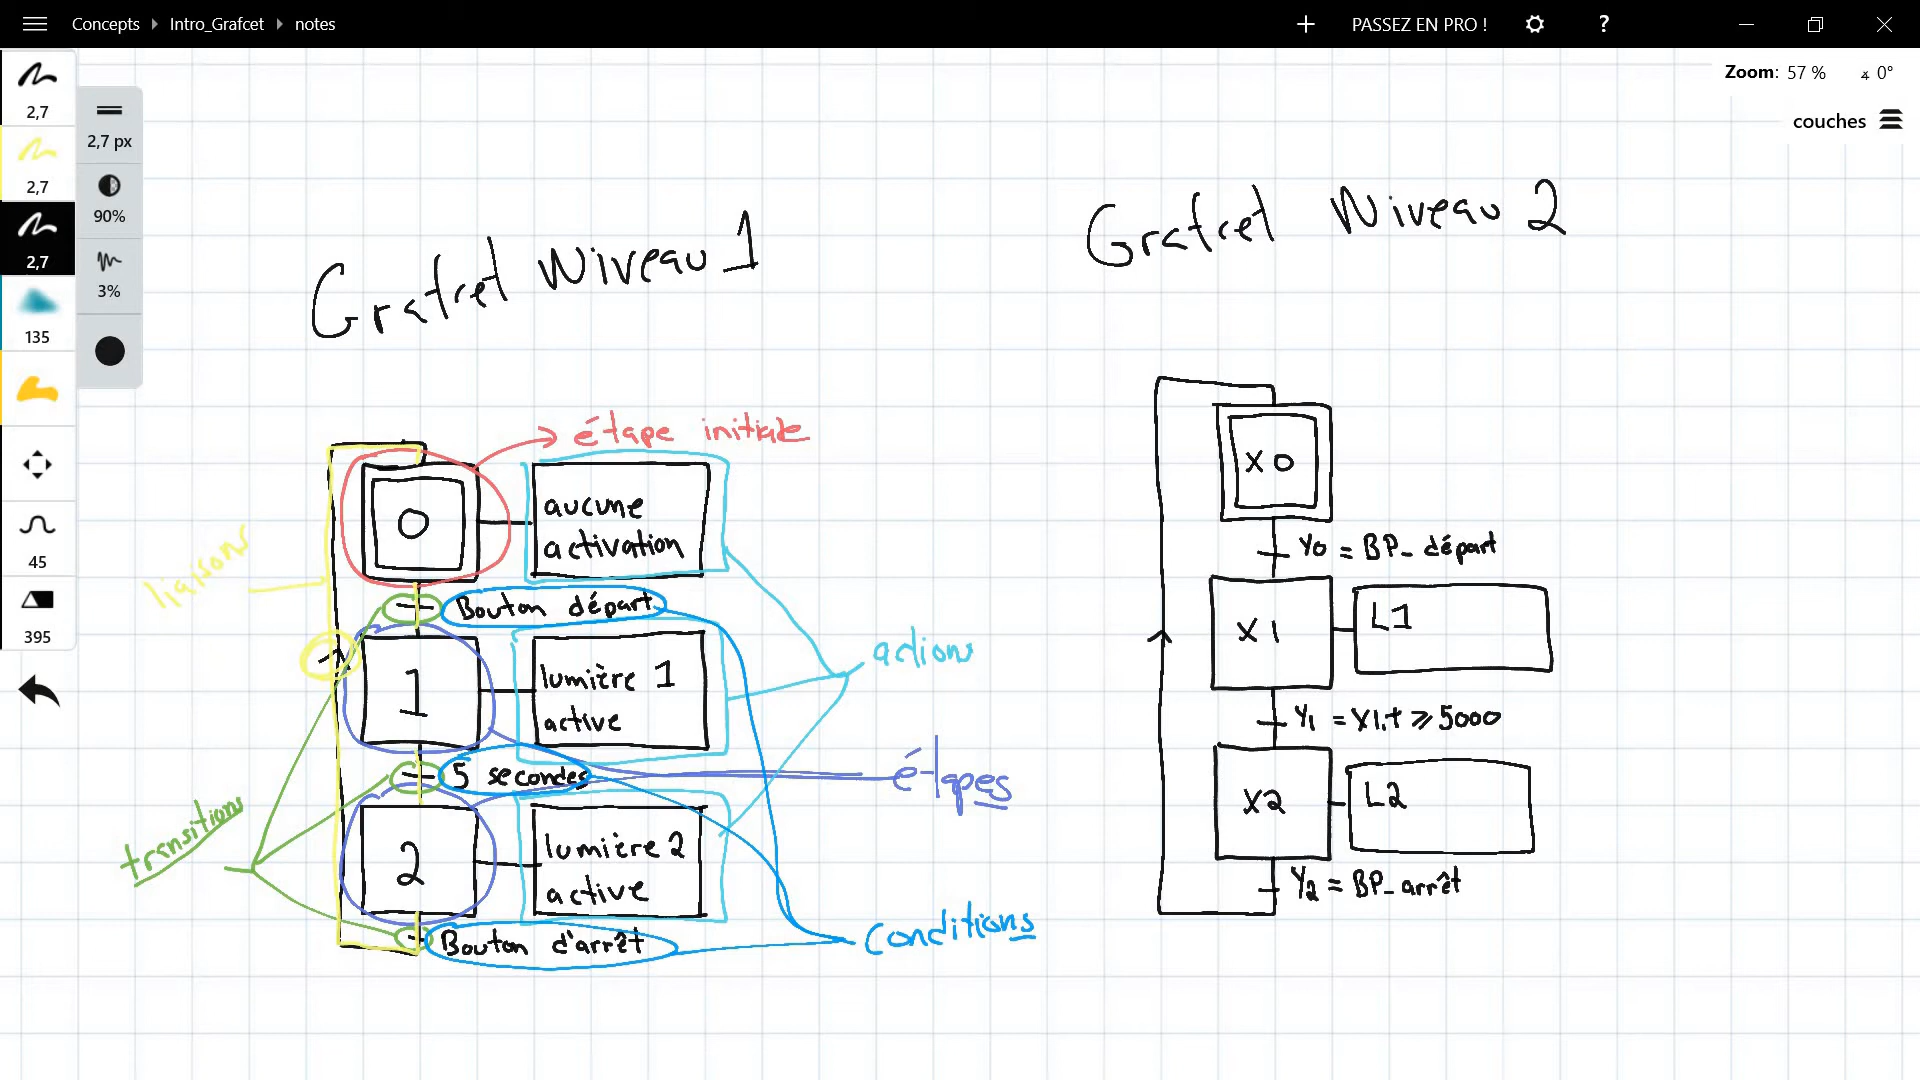 Concepts Intro_Grafcet notes
PASSEZ EN PRO ! ?
Zoom: 57 % 0°
couches
2,7
2,7 px
2,7
90%
2,7
3%
135
45
395
Grafcet Niveau 1
étape initiale
0
aucune
activation
liaisons
Bouton départ
1
lumière 1
active
actions
5 secondes
étapes
transitions
2
lumière 2
active
Bouton d'arrêt
conditions
Grafcet Niveau 2
X0
Y0 = BP_départ
X1
L1
Y1 = X1.t ≥ 5000
X2
L2
Y2 = BP_arrêt